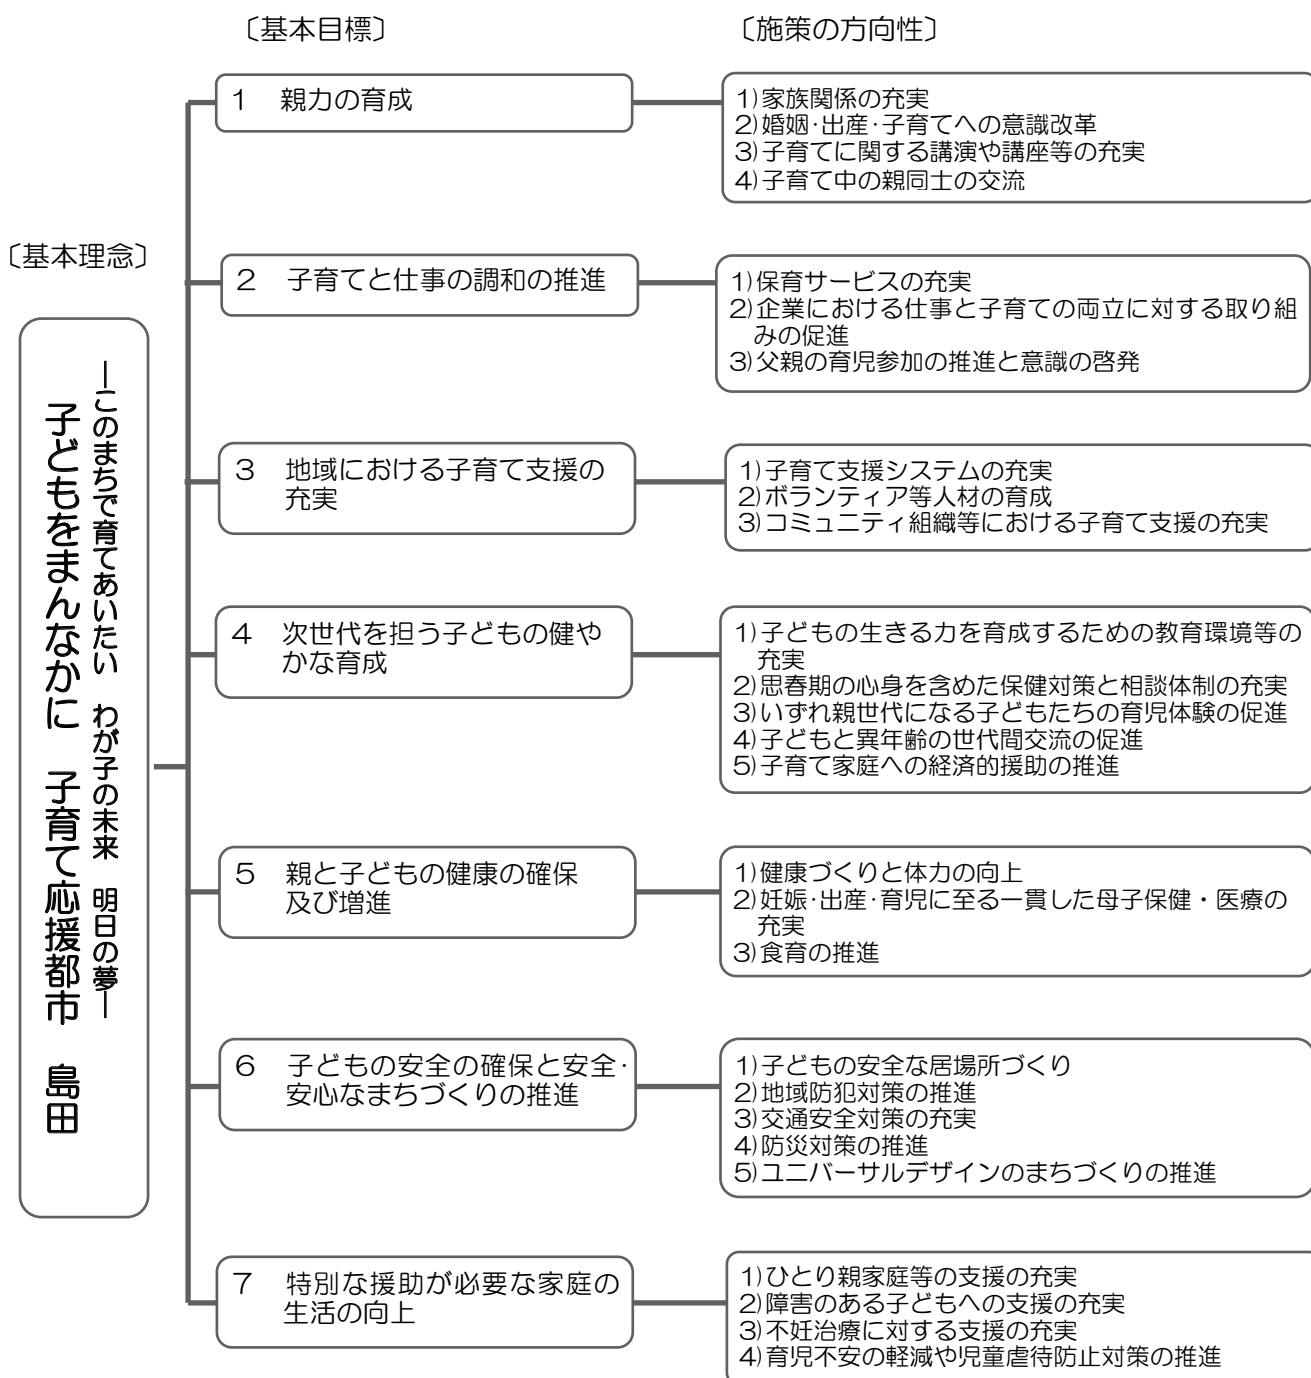 〔基本目標〕
〔施策の方向性〕
〔基本理念〕
―このまちで育てあいたい　わが子の未来　明日の夢―
子どもをまんなかに　子育て応援都市　島田
1　親力の育成
1)家族関係の充実
2)婚姻･出産･子育てへの意識改革
3)子育てに関する講演や講座等の充実
4)子育て中の親同士の交流
2　子育てと仕事の調和の推進
1)保育サービスの充実
2)企業における仕事と子育ての両立に対する取り組
みの促進
3)父親の育児参加の推進と意識の啓発
3　地域における子育て支援の
充実
1)子育て支援システムの充実
2)ボランティア等人材の育成
3)コミュニティ組織等における子育て支援の充実
4　次世代を担う子どもの健や
かな育成
1)子どもの生きる力を育成するための教育環境等の
充実
2)思春期の心身を含めた保健対策と相談体制の充実
3)いずれ親世代になる子どもたちの育児体験の促進
4)子どもと異年齢の世代間交流の促進
5)子育て家庭への経済的援助の推進
5　親と子どもの健康の確保
及び増進
1)健康づくりと体力の向上
2)妊娠･出産･育児に至る一貫した母子保健・医療の
充実
3)食育の推進
6　子どもの安全の確保と安全･
安心なまちづくりの推進
1)子どもの安全な居場所づくり
2)地域防犯対策の推進
3)交通安全対策の充実
4)防災対策の推進
5)ユニバーサルデザインのまちづくりの推進
7　特別な援助が必要な家庭の
生活の向上
1)ひとり親家庭等の支援の充実
2)障害のある子どもへの支援の充実
3)不妊治療に対する支援の充実
4)育児不安の軽減や児童虐待防止対策の推進